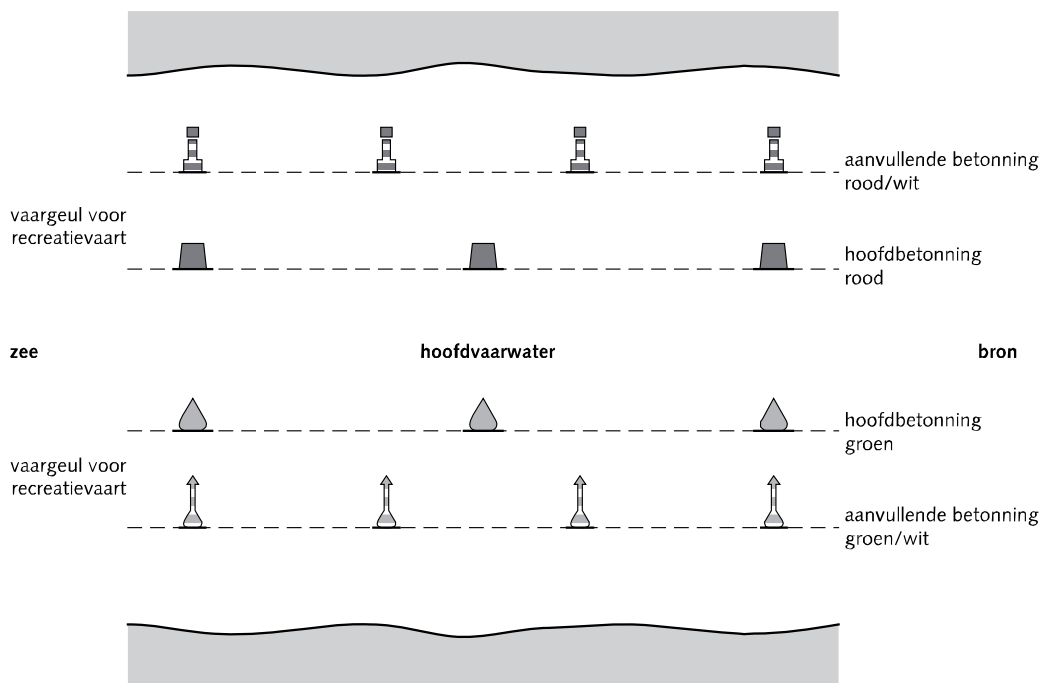 aanvullende betonning
rood/wit
vaargeul voor
recreatievaart
hoofdbetonning
rood
zee
hoofdvaarwater
bron
hoofdbetonning
groen
vaargeul voor
recreatievaart
aanvullende betonning
groen/wit